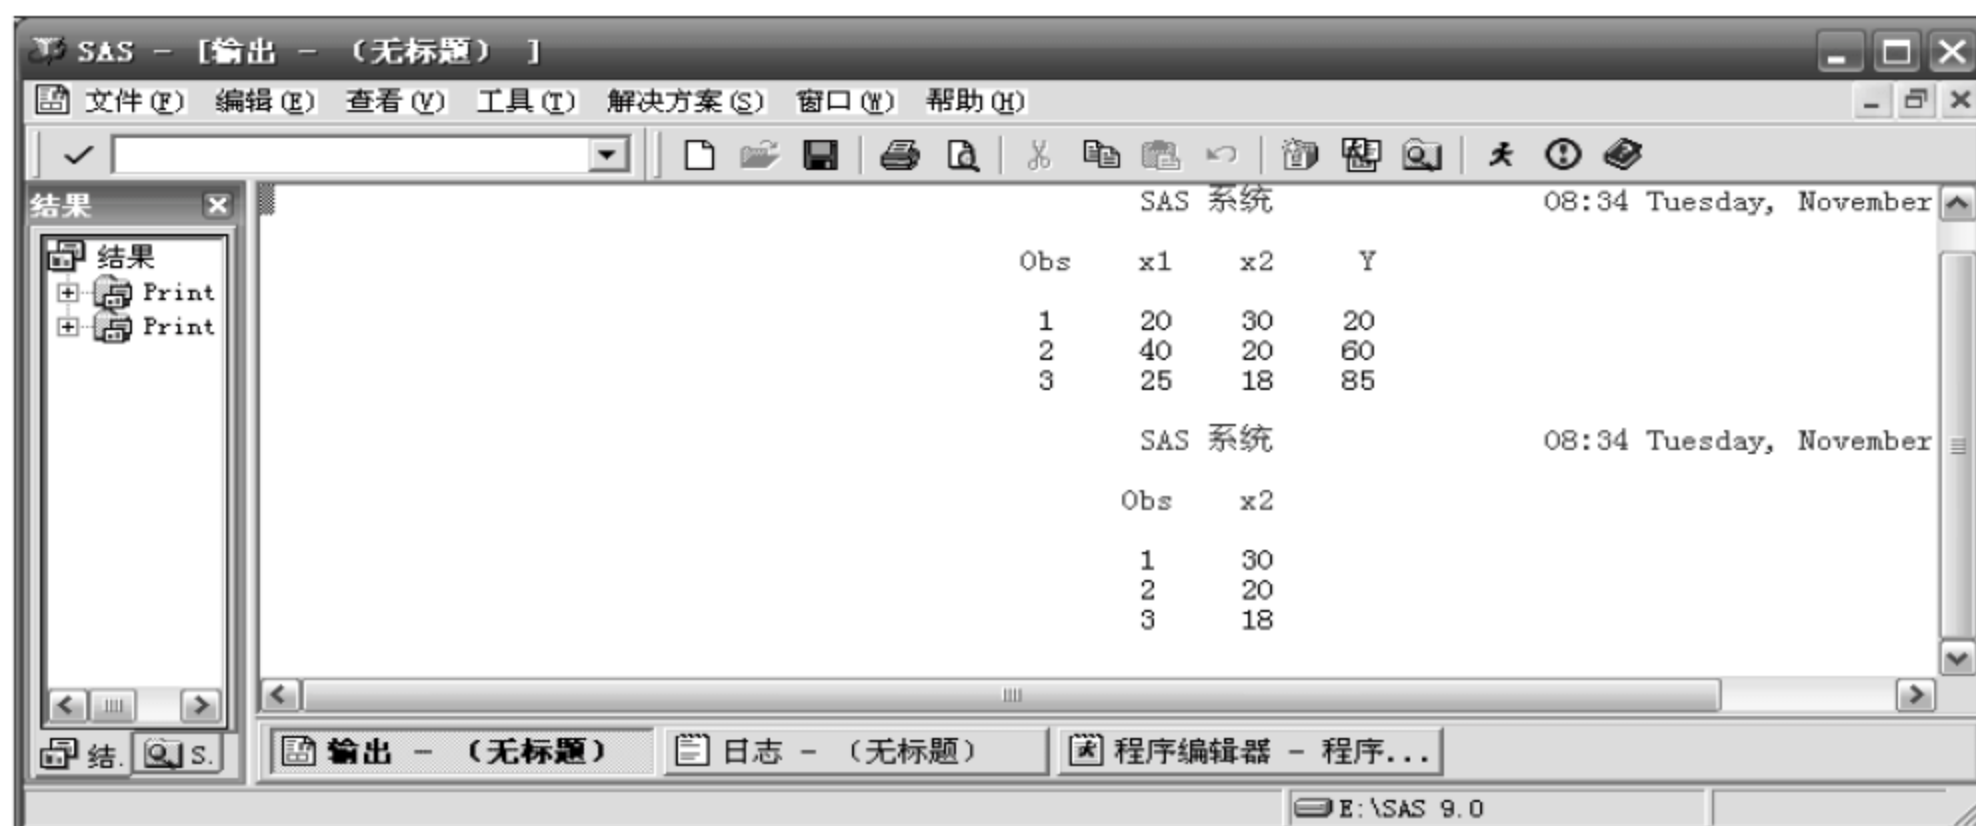 SAS - [输出 - （无标题） ]
文件(F) 编辑(E) 查看(V) 工具(T) 解决方案(S) 窗口(W) 帮助(H)
结果
结果
Print
Print
SAS 系统 08:34 Tuesday, November
Obs x1 x2 Y
1 20 30 20
2 40 20 60
3 25 18 85
SAS 系统 08:34 Tuesday, November
Obs x2
1 30
2 20
3 18
结. S.
输出 - （无标题） 日志 - （无标题） 程序编辑器 - 程序...
E:\SAS 9.0